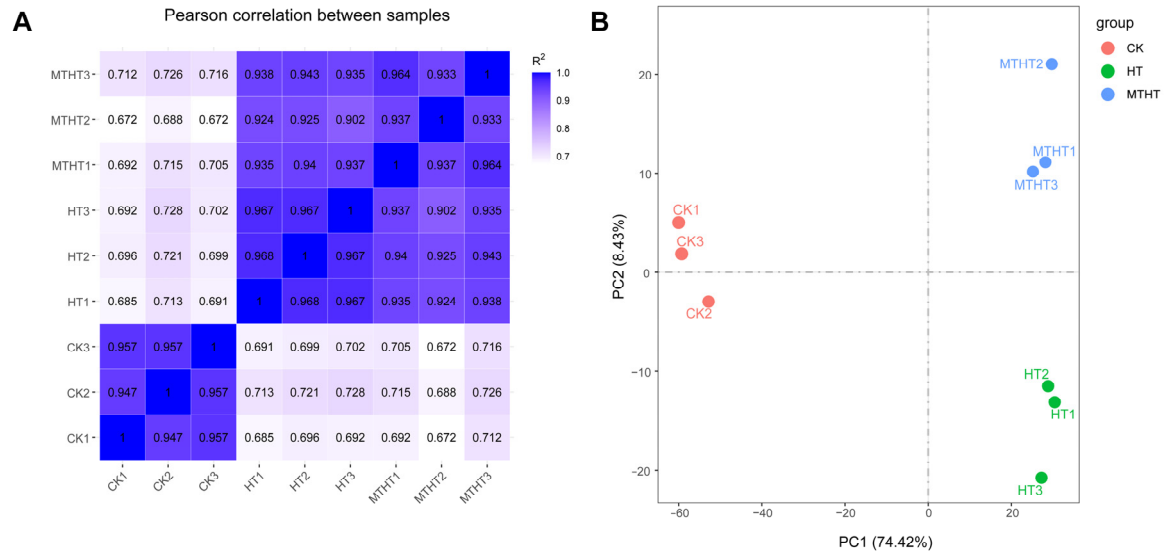 A
Pearson correlation between samples
MTHT3 0.712 0.726 0.716 0.938 0.943 0.935 0.964 0.933 1
MTHT2 0.672 0.688 0.672 0.924 0.925 0.902 0.937 1 0.933
MTHT1 0.692 0.715 0.705 0.935 0.94 0.937 1 0.937 0.964
HT3 0.692 0.728 0.702 0.967 0.967 1 0.937 0.902 0.935
HT2 0.696 0.721 0.699 0.968 1 0.967 0.94 0.925 0.943
HT1 0.685 0.713 0.691 1 0.968 0.967 0.935 0.924 0.938
CK3 0.957 0.957 1 0.691 0.699 0.702 0.705 0.672 0.716
CK2 0.947 1 0.957 0.713 0.721 0.728 0.715 0.688 0.726
CK1 1 0.947 0.957 0.685 0.696 0.692 0.692 0.672 0.712
CK1 CK2 CK3 HT1 HT2 HT3 MTHT1 MTHT2 MTHT3
R²
1.0
0.9
0.8
0.7
B
PC2 (8.43%)
20
10
0
−10
−20
MTHT2
MTHT1
MTHT3
CK1
CK3
CK2
HT2
HT1
HT3
−60 −40 −20 0 20
PC1 (74.42%)
group
CK
HT
MTHT